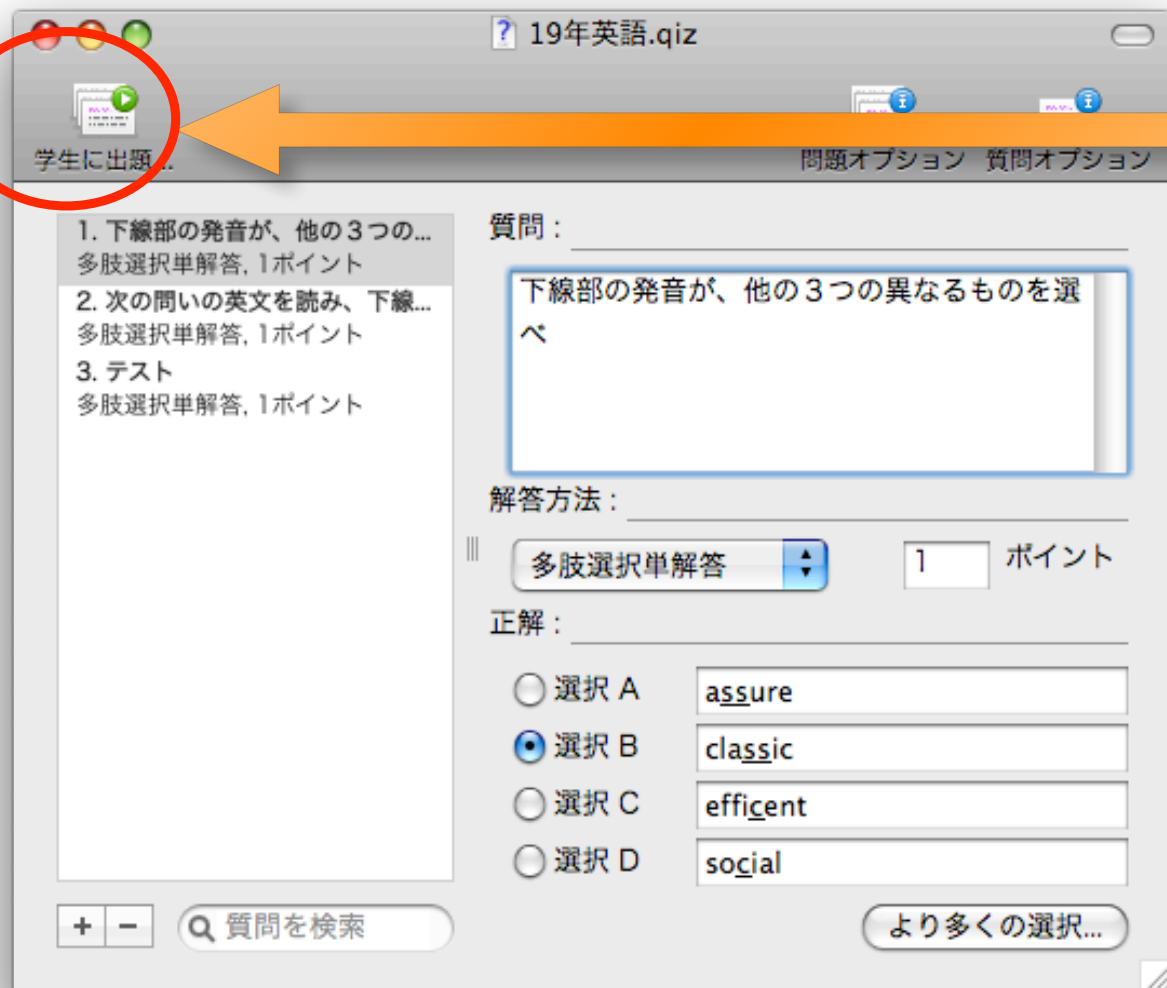 19年英語.qiz
学生に出題...
問題オプション 質問オプション
1. 下線部の発音が、他の３つの...
多肢選択単解答, 1ポイント
2. 次の問いの英文を読み、下線...
多肢選択単解答, 1ポイント
3. テスト
多肢選択単解答, 1ポイント
質問を検索
質問 :
下線部の発音が、他の３つの異なるものを選
べ
解答方法 :
多肢選択単解答 1 ポイント
正解 :
選択 A assure
選択 B classic
選択 C efficent
選択 D social
より多くの選択...